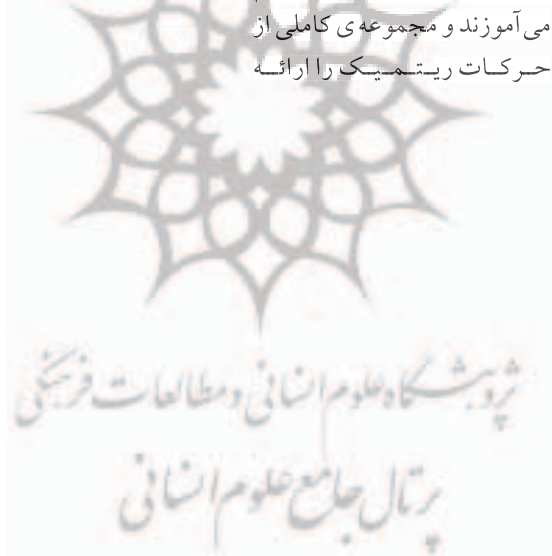 می‌آموزند و مجموعه‌ی کاملی از
حرکات ریتمیک را ارائه
پژوهشگاه علوم انسانی و مطالعات فرهنگی
پرتال جامع علوم انسانی